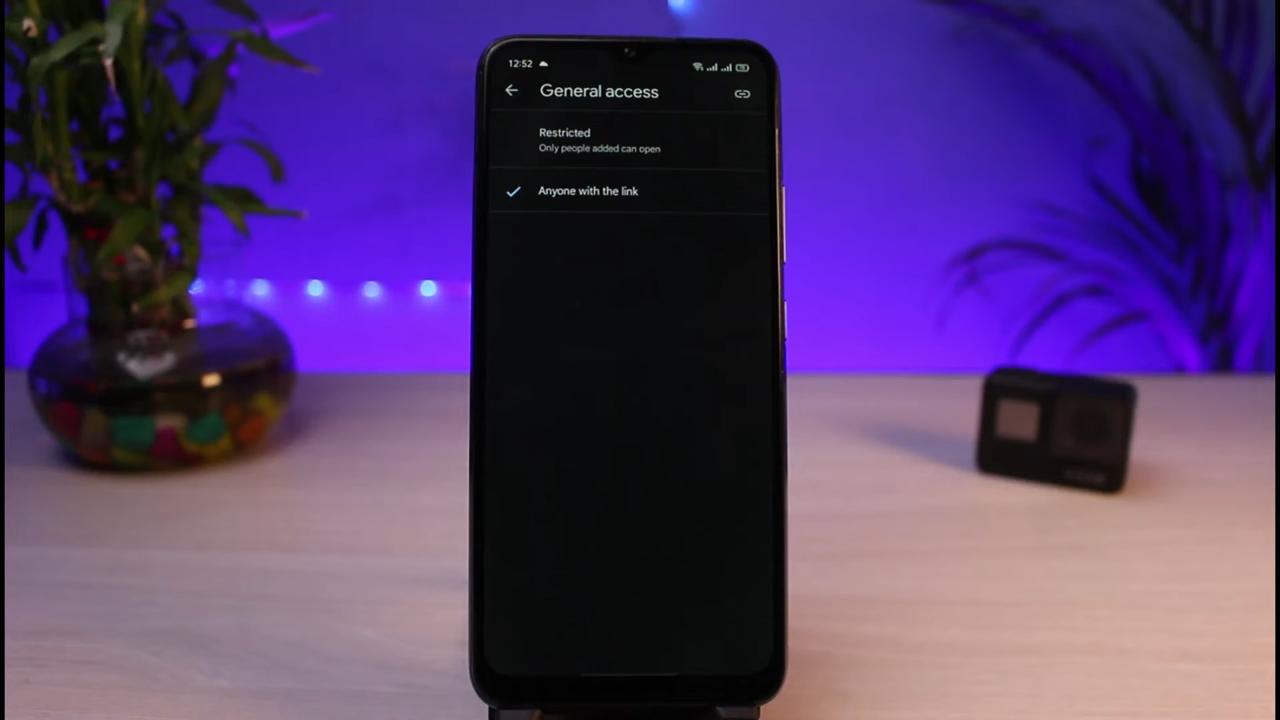 12:52
General access
Restricted
Only people added can open
Anyone with the link